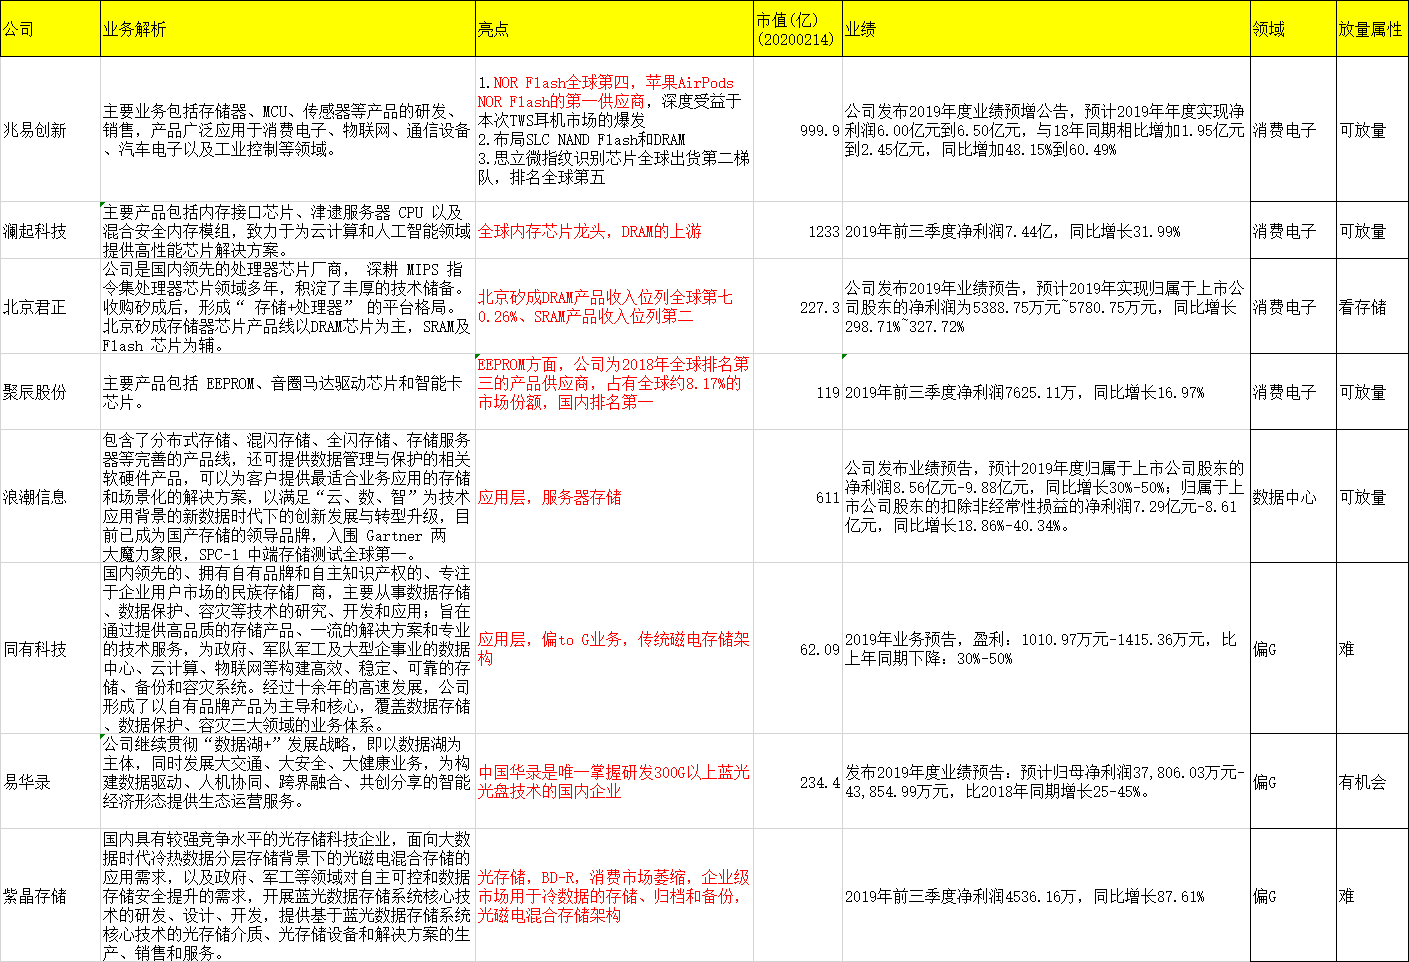 公司
业务解析
亮点
市值(亿)
(20200214)
业绩
领域
放量属性
兆易创新
主要业务包括存储器、MCU、传感器等产品的研发、
销售，产品广泛应用于消费电子、物联网、通信设备
、汽车电子以及工业控制等领域。
1.NOR Flash全球第四，苹果AirPods
NOR Flash的第一供应商，深度受益于
本次TWS耳机市场的爆发
2.布局SLC NAND Flash和DRAM
3.思立微指纹识别芯片全球出货第二梯
队，排名全球第五
999.9
公司发布2019年度业绩预增公告，预计2019年年度实现净
利润6.00亿元到6.50亿元，与18年同期相比增加1.95亿元
到2.45亿元，同比增加48.15%到60.49%
消费电子
可放量
澜起科技
主要产品包括内存接口芯片、津逮服务器 CPU 以及
混合安全内存模组，致力于为云计算和人工智能领域
提供高性能芯片解决方案。
全球内存芯片龙头，DRAM的上游
1233
2019年前三季度净利润7.44亿，同比增长31.99%
消费电子
可放量
北京君正
公司是国内领先的处理器芯片厂商， 深耕 MIPS 指
令集处理器芯片领域多年，积淀了丰厚的技术储备。
收购矽成后，形成“ 存储+处理器” 的平台格局。
北京矽成存储器芯片产品线以DRAM芯片为主，SRAM及
Flash 芯片为辅。
北京矽成DRAM产品收入位列全球第七
0.26%、SRAM产品收入位列第二
227.3
公司发布2019年业绩预告，预计2019年实现归属于上市公
司股东的净利润为5388.75万元~5780.75万元，同比增长
298.71%~327.72%
消费电子
看存储
聚辰股份
主要产品包括 EEPROM、音圈马达驱动芯片和智能卡
芯片。
EEPROM方面，公司为2018年全球排名第
三的产品供应商，占有全球约8.17%的
市场份额，国内排名第一
119
2019年前三季度净利润7625.11万，同比增长16.97%
消费电子
可放量
浪潮信息
包含了分布式存储、混闪存储、全闪存储、存储服务
器等完善的产品线，还可提供数据管理与保护的相关
软硬件产品，可以为客户提供最适合业务应用的存储
和场景化的解决方案，以满足“云、数、智”为技术
应用背景的新数据时代下的创新发展与转型升级，目
前已成为国产存储的领导品牌，入围 Gartner 两
大魔力象限，SPC-1 中端存储测试全球第一。
应用层，服务器存储
611
公司发布业绩预告，预计2019年度归属于上市公司股东的
净利润8.56亿元-9.88亿元，同比增长30%-50%；归属于上
市公司股东的扣除非经常性损益的净利润7.29亿元-8.61
亿元，同比增长18.86%-40.34%。
数据中心
可放量
同有科技
国内领先的、拥有自有品牌和自主知识产权的、专注
于企业用户市场的民族存储厂商，主要从事数据存储
、数据保护、容灾等技术的研究、开发和应用；旨在
通过提供高品质的存储产品、一流的解决方案和专业
的技术服务，为政府、军队军工及大型企事业的数据
中心、云计算、物联网等构建高效、稳定、可靠的存
储、备份和容灾系统。经过十余年的高速发展，公司
形成了以自有品牌产品为主导和核心，覆盖数据存储
、数据保护、容灾三大领域的业务体系。
应用层，偏to G业务，传统磁电存储架
构
62.09
2019年业务预告，盈利：1010.97万元-1415.36万元，比
上年同期下降：30%-50%
偏G
难
易华录
公司继续贯彻“数据湖+”发展战略，即以数据湖为
主体，同时发展大交通、大安全、大健康业务，为构
建数据驱动、人机协同、跨界融合、共创分享的智能
经济形态提供生态运营服务。
中国华录是唯一掌握研发300G以上蓝光
光盘技术的国内企业
234.4
发布2019年度业绩预告：预计归母净利润37,806.03万元-
43,854.99万元，比2018年同期增长25-45%。
偏G
有机会
紫晶存储
国内具有较强竞争水平的光存储科技企业，面向大数
据时代冷热数据分层存储背景下的光磁电混合存储的
应用需求，以及政府、军工等领域对自主可控和数据
存储安全提升的需求，开展蓝光数据存储系统核心技
术的研发、设计、开发，提供基于蓝光数据存储系统
核心技术的光存储介质、光存储设备和解决方案的生
产、销售和服务。
光存储，BD-R，消费市场萎缩，企业级
市场用于冷数据的存储、归档和备份，
光磁电混合存储架构
2019年前三季度净利润4536.16万，同比增长87.61%
偏G
难